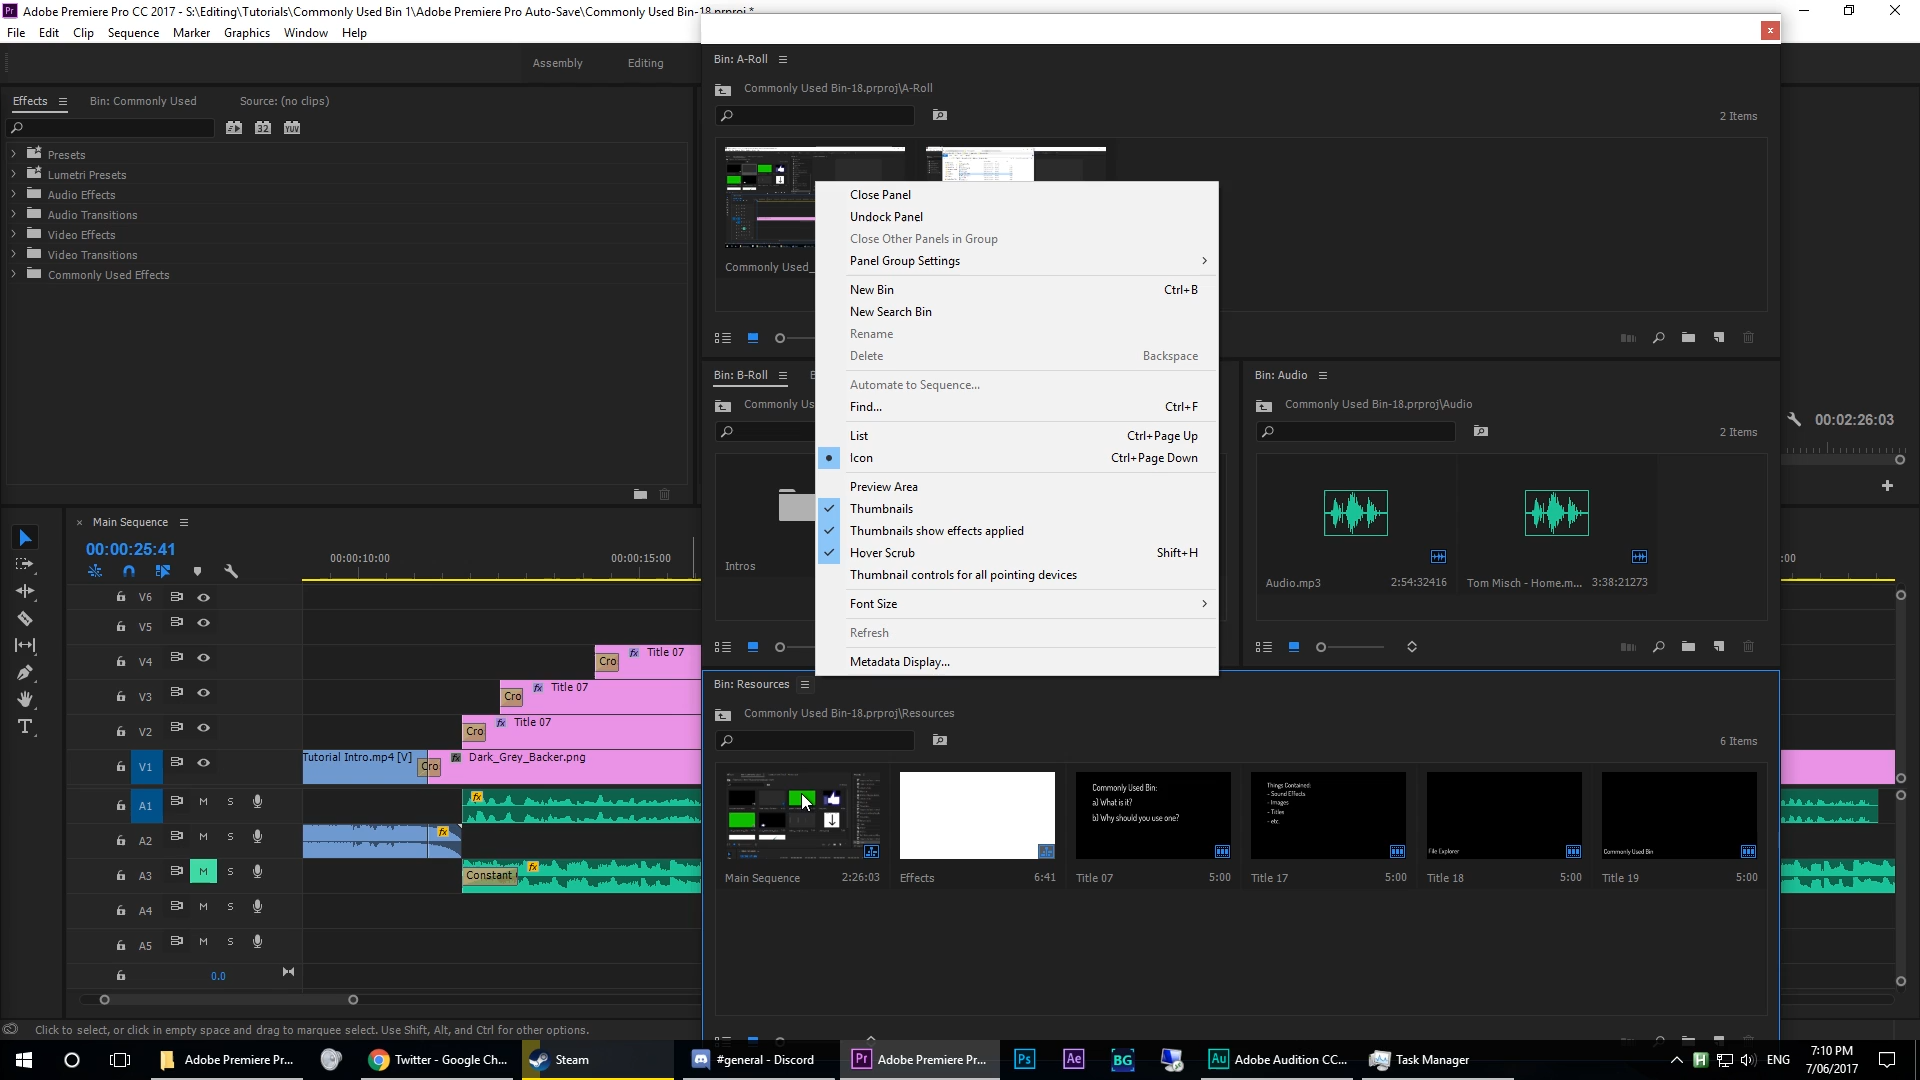 Adobe Premiere Pro CC 2017 - S:\Editing\Tutorials\Commonly Used Bin 1\Adobe Premiere Pro Auto-Save\Commonly Used Bin-18.prproj *
File Edit Clip Sequence Marker Graphics Window Help
Assembly Editing
Effects Bin: Commonly Used Source: (no clips)
32 YUV
Presets
Lumetri Presets
Audio Effects
Audio Transitions
Video Effects
Video Transitions
Commonly Used Effects
Bin: A-Roll
Commonly Used Bin-18.prproj\A-Roll
2 Items
Commonly Used_
Close Panel
Undock Panel
Close Other Panels in Group
Panel Group Settings
New Bin Ctrl+B
New Search Bin
Rename
Delete Backspace
Automate to Sequence...
Find... Ctrl+F
List Ctrl+Page Up
Icon Ctrl+Page Down
Preview Area
Thumbnails
Thumbnails show effects applied
Hover Scrub Shift+H
Thumbnail controls for all pointing devices
Font Size
Refresh
Metadata Display...
Bin: B-Roll
Commonly Us
Intros
Bin: Audio
Commonly Used Bin-18.prproj\Audio
2 Items
Audio.mp3 2:54:32416
Tom Misch - Home.m... 3:38:21273
00:02:26:03
Main Sequence
00:00:25:41
00:00:10:00 00:00:15:00
:00
V6
V5
V4 Cro fx Title 07
V3 Cro fx Title 07
V2 Cro fx Title 07
V1 Tutorial Intro.mp4 [V] Cro fx Dark_Grey_Backer.png
A1 M S fx
A2 M S fx
A3 M S Constant fx
A4 M S
A5 M S
0.0
Bin: Resources
Commonly Used Bin-18.prproj\Resources
6 Items
Commonly Used Bin:
a) What is it?
b) Why should you use one?
Things Contained:
- Sound Effects
- Images
- Titles
- etc.
File Explorer
Commonly Used Bin
Main Sequence 2:26:03
Effects 6:41
Title 07 5:00
Title 17 5:00
Title 18 5:00
Title 19 5:00
Click to select, or click in empty space and drag to marquee select. Use Shift, Alt, and Ctrl for other options.
Adobe Premiere Pr...
Twitter - Google Ch...
Steam
#general - Discord
Pr Adobe Premiere Pr...
Ps
Ae
BG
Au Adobe Audition CC...
Task Manager
H
ENG
7:10 PM
7/06/2017